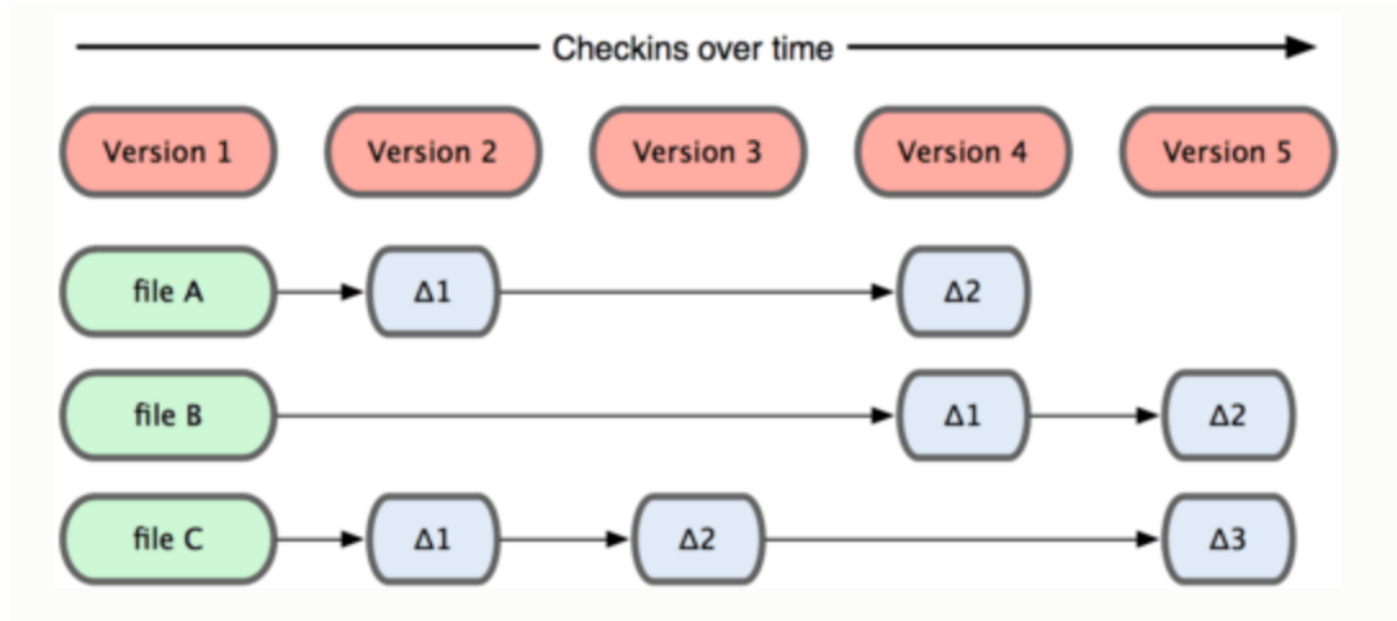 Checkins over time
Version 1 Version 2 Version 3 Version 4 Version 5
file A Δ1 Δ2
file B Δ1 Δ2
file C Δ1 Δ2 Δ3